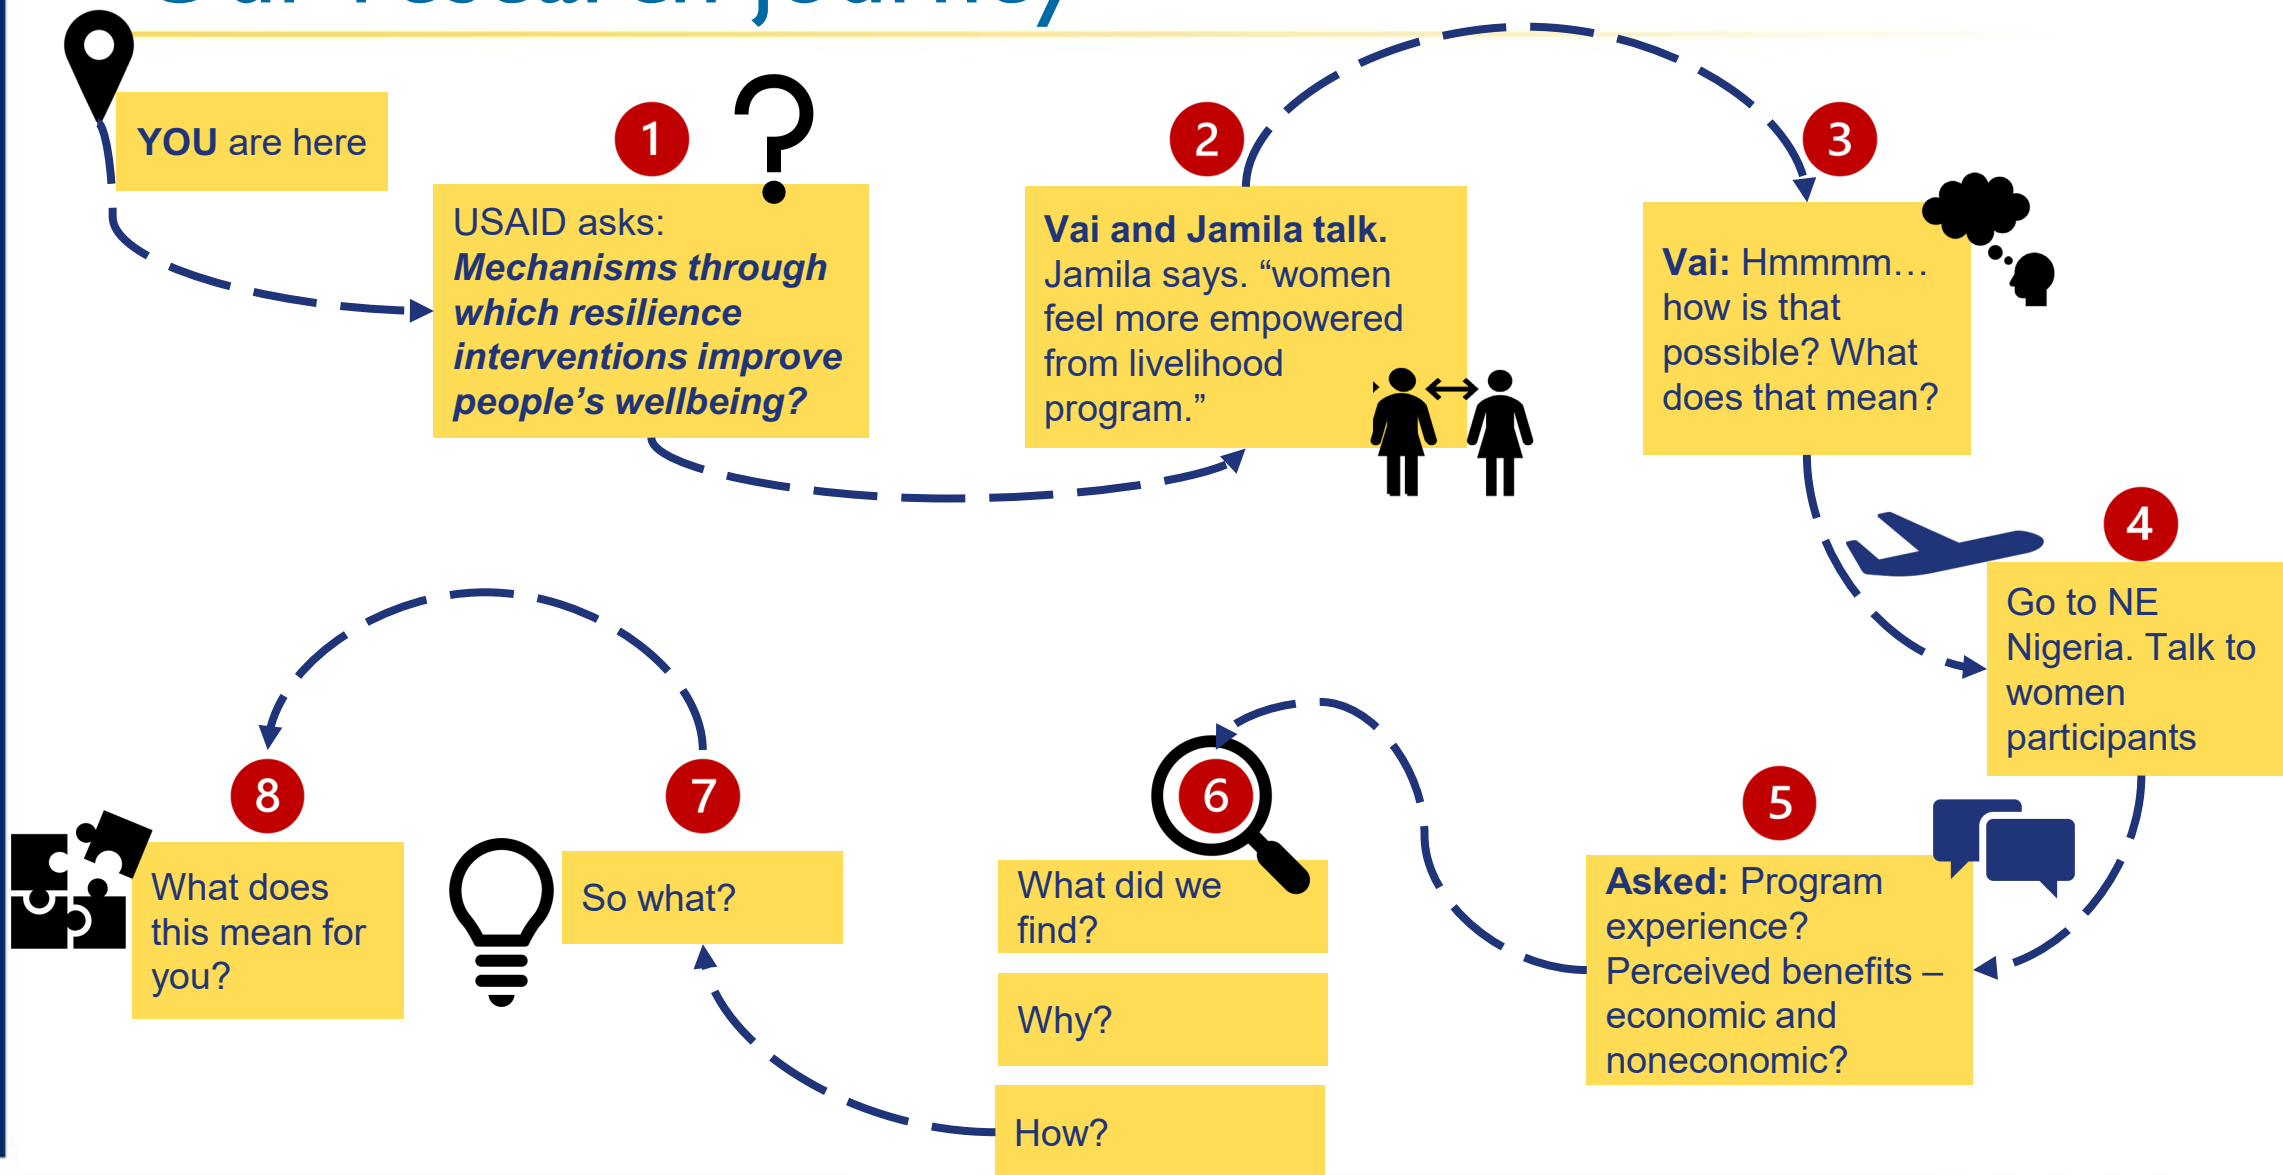 Our research journey
YOU are here
1
USAID asks:
Mechanisms through
which resilience
interventions improve
people’s wellbeing?
2
Vai and Jamila talk.
Jamila says. “women
feel more empowered
from livelihood
program.”
3
Vai: Hmmmm…
how is that
possible? What
does that mean?
4
Go to NE
Nigeria. Talk to
women
participants
5
Asked: Program
experience?
Perceived benefits –
economic and
noneconomic?
6
What did we
find?
Why?
How?
7
So what?
8
What does
this mean for
you?